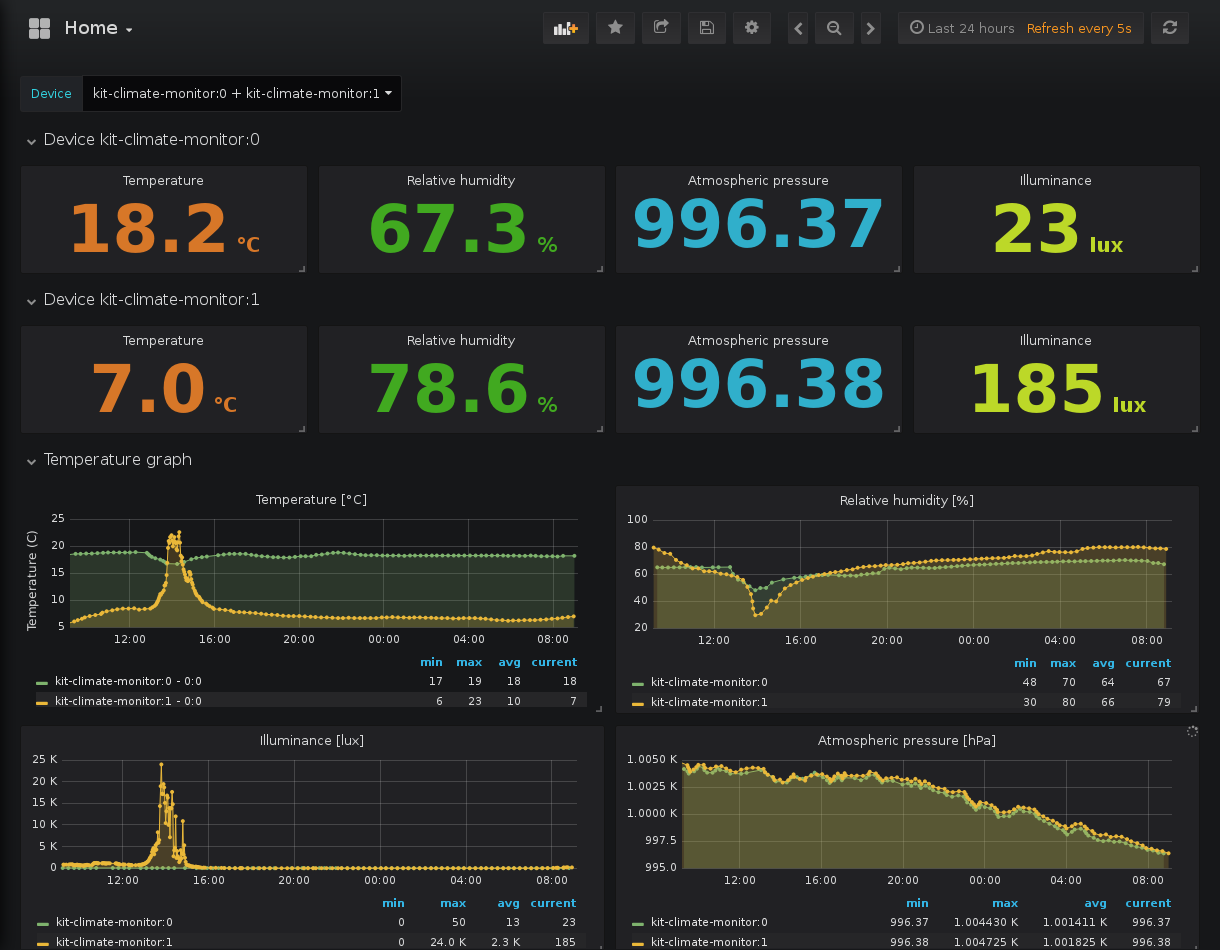 Home
Last 24 hours Refresh every 5s
Device kit-climate-monitor:0 + kit-climate-monitor:1
Device kit-climate-monitor:0
Temperature Relative humidity Atmospheric pressure Illuminance
18.2 °C 67.3 % 996.37 23 lux
Device kit-climate-monitor:1
Temperature Relative humidity Atmospheric pressure Illuminance
7.0 °C 78.6 % 996.38 185 lux
Temperature graph
Temperature [°C]
Temperature (C)
25
20
15
10
5
12:00 16:00 20:00 00:00 04:00 08:00
min max avg current
kit-climate-monitor:0 - 0:0 17 19 18 18
kit-climate-monitor:1 - 0:0 6 23 10 7
Relative humidity [%]
100
80
60
40
20
12:00 16:00 20:00 00:00 04:00 08:00
min max avg current
kit-climate-monitor:0 48 70 64 67
kit-climate-monitor:1 30 80 66 79
Illuminance [lux]
25 K
20 K
15 K
10 K
5 K
0
12:00 16:00 20:00 00:00 04:00 08:00
min max avg current
kit-climate-monitor:0 0 50 13 23
kit-climate-monitor:1 0 24.0 K 2.3 K 185
Atmospheric pressure [hPa]
1.0050 K
1.0025 K
1.0000 K
997.5
995.0
12:00 16:00 20:00 00:00 04:00 08:00
min max avg current
kit-climate-monitor:0 996.37 1.004430 K 1.001411 K 996.37
kit-climate-monitor:1 996.38 1.004725 K 1.001825 K 996.38